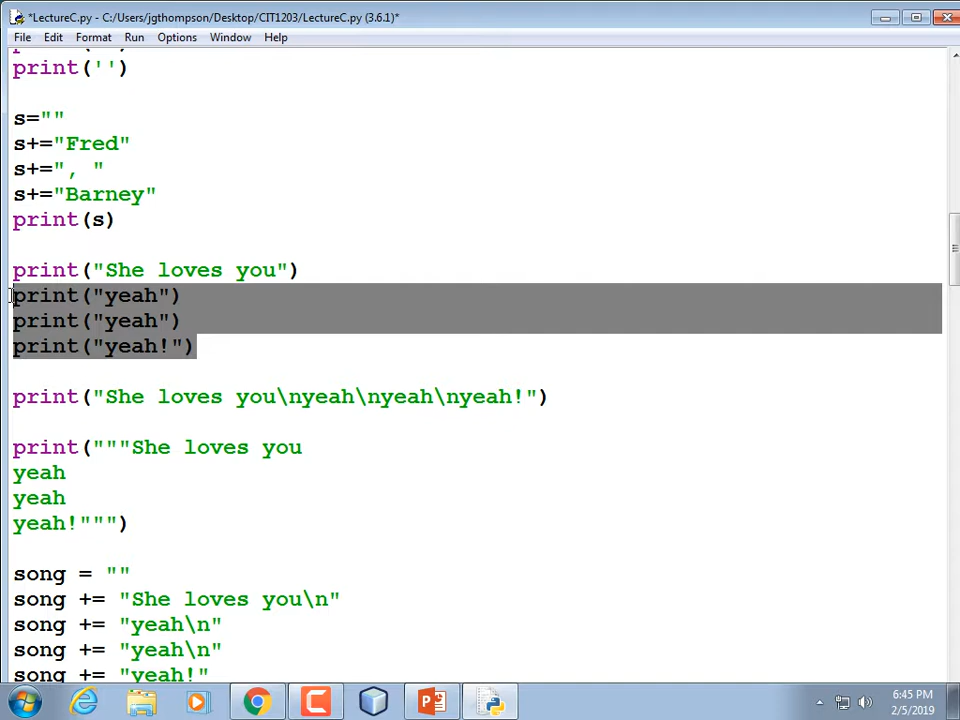 *LectureC.py - C:/Users/jgthompson/Desktop/CIT1203/LectureC.py (3.6.1)*
File Edit Format Run Options Window Help
print('')
s=""
s+="Fred"
s+=", "
s+="Barney"
print(s)
print("She loves you")
print("yeah")
print("yeah")
print("yeah!")
print("She loves you\nyeah\nyeah\nyeah!")
print("""She loves you
yeah
yeah
yeah!""")
song = ""
song += "She loves you\n"
song += "yeah\n"
song += "yeah\n"
song += "yeah!"
6:45 PM
2/5/2019